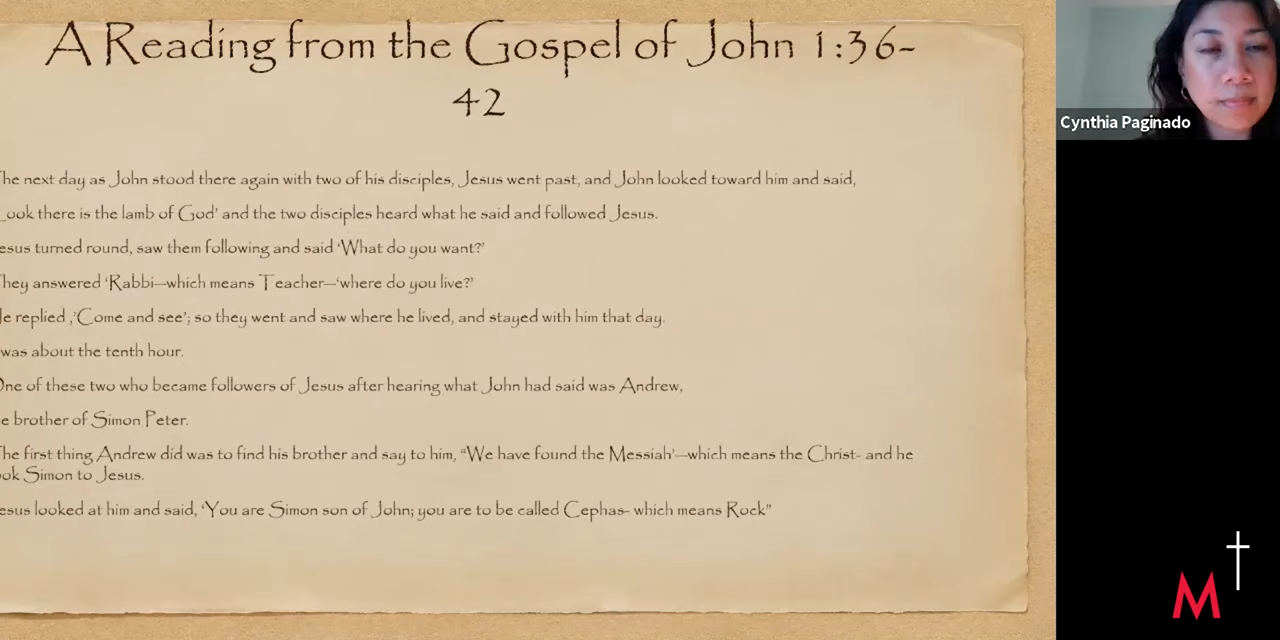 A Reading from the Gospel of John 1:36-
42
he next day as John stood there again with two of his disciples, Jesus went past, and John looked toward him and said,
Look there is the lamb of God' and the two disciples heard what he said and followed Jesus.
esus turned round, saw them following and said 'What do you want?'
They answered 'Rabbi—which means Teacher—'where do you live?'
He replied ,'Come and see'; so they went and saw where he lived, and stayed with him that day.
was about the tenth hour.
One of these two who became followers of Jesus after hearing what John had said was Andrew,
e brother of Simon Peter.
The first thing Andrew did was to find his brother and say to him, "We have found the Messiah'—which means the Christ- and he
ook Simon to Jesus.
esus looked at him and said, 'You are Simon son of John; you are to be called Cephas- which means Rock"
Cynthia Paginado
M